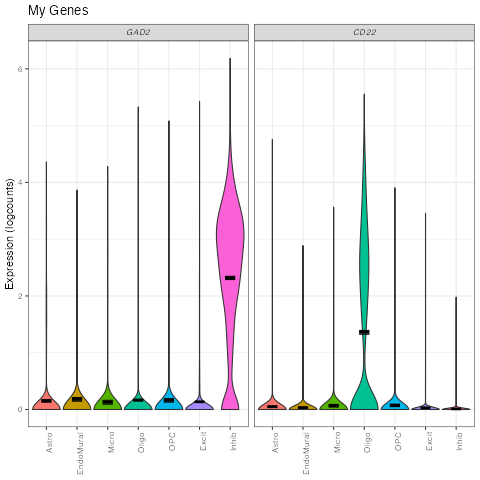 My Genes
GAD2
CD22
Expression (logcounts)
6
4
2
0
Astro
EndoMural
Micro
Oligo
OPC
Excit
Inhib
Astro
EndoMural
Micro
Oligo
OPC
Excit
Inhib